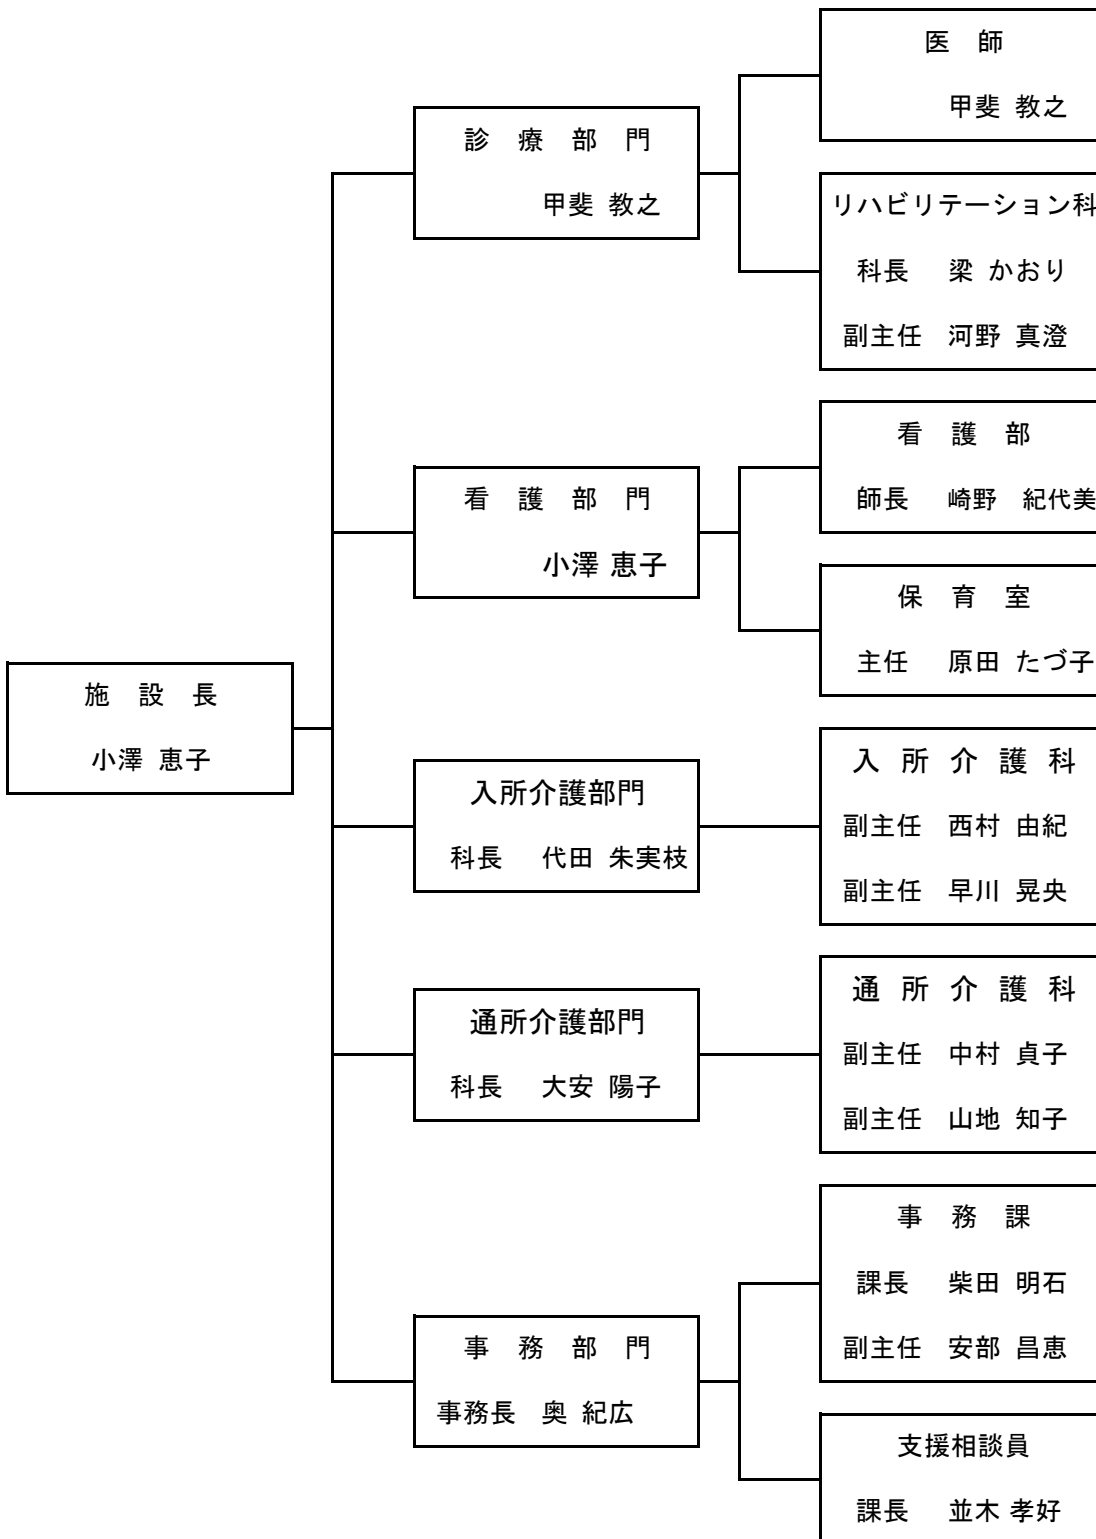 施 設 長
小澤 恵子
診 療 部 門
甲斐 教之
医 師
甲斐 教之
リハビリテーション科
科長 梁 かおり
副主任 河野 真澄
看 護 部 門
小澤 恵子
看 護 部
師長 崎野 紀代美
保 育 室
主任 原田 たづ子
入所介護部門
科長 代田 朱実枝
入 所 介 護 科
副主任 西村 由紀
副主任 早川 晃央
通所介護部門
科長 大安 陽子
通 所 介 護 科
副主任 中村 貞子
副主任 山地 知子
事 務 部 門
事務長 奥 紀広
事 務 課
課長 柴田 明石
副主任 安部 昌恵
支援相談員
課長 並木 孝好